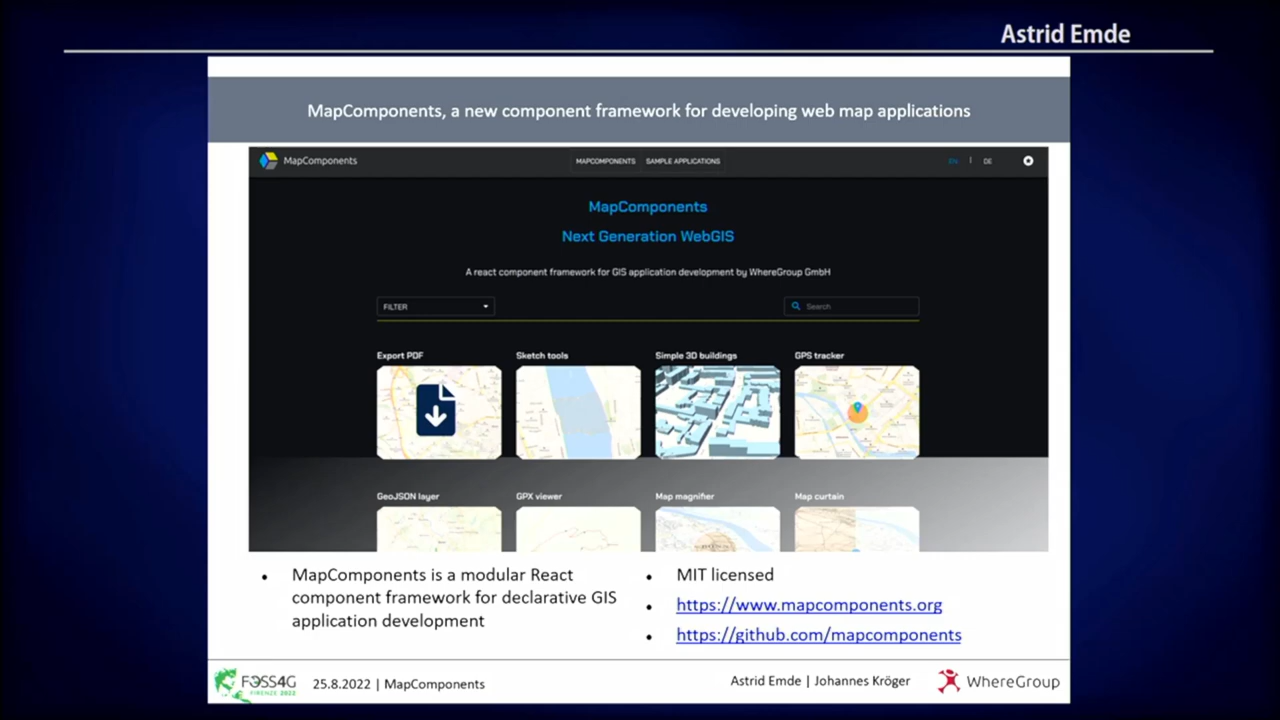 Astrid Emde
MapComponents, a new component framework for developing web map applications
MapComponents
MAPCOMPONENTS SAMPLE APPLICATIONS
EN | DE
MapComponents
Next Generation WebGIS
A react component framework for GIS application development by WhereGroup GmbH
FILTER
Search
Export PDF
Sketch tools
Simple 3D buildings
GPS tracker
GeoJSON layer
GPX viewer
Map magnifier
Map curtain
• MapComponents is a modular React
component framework for declarative GIS
application development
• MIT licensed
• https://www.mapcomponents.org
• https://github.com/mapcomponents
FOSS4G
FIRENZE 2022
25.8.2022 | MapComponents
Astrid Emde | Johannes Kröger
WhereGroup